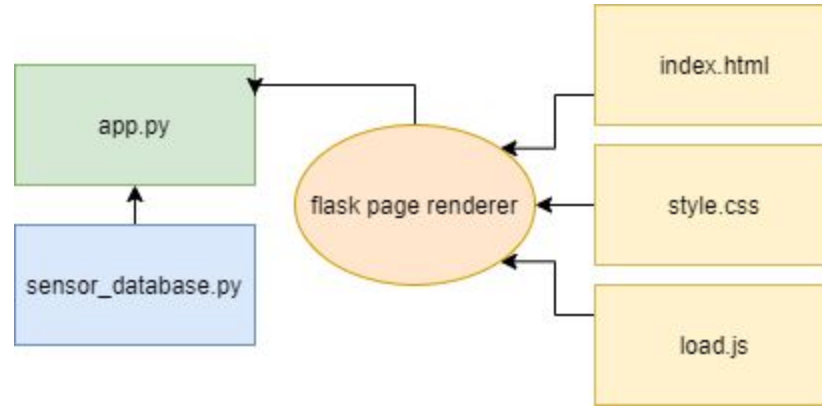 index.html
app.py
flask page renderer
style.css
sensor_database.py
load.js